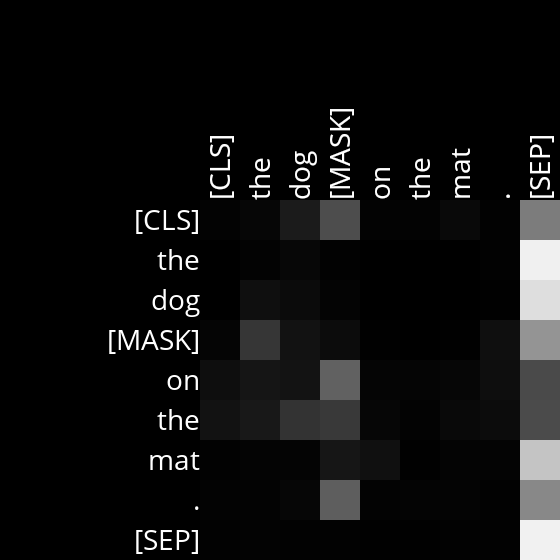 [CLS] the dog [MASK] on the mat . [SEP]
[CLS]
the
dog
[MASK]
on
the
mat
.
[SEP]